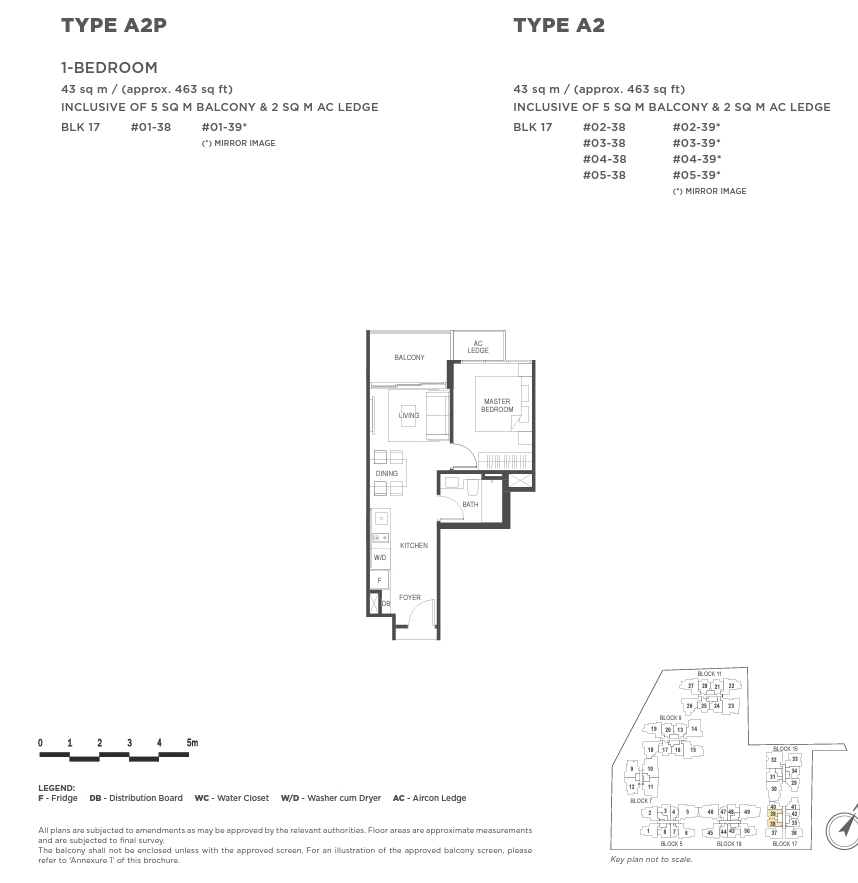 TYPE A2P
1-BEDROOM
43 sq m / (approx. 463 sq ft)
INCLUSIVE OF 5 SQ M BALCONY & 2 SQ M AC LEDGE
BLK 17 #01-38 #01-39*
(*) MIRROR IMAGE
TYPE A2
43 sq m / (approx. 463 sq ft)
INCLUSIVE OF 5 SQ M BALCONY & 2 SQ M AC LEDGE
BLK 17 #02-38 #02-39*
#03-38 #03-39*
#04-38 #04-39*
#05-38 #05-39*
(*) MIRROR IMAGE
AC
LEDGE
BALCONY
MASTER
BEDROOM
LIVING
DINING
BATH
KITCHEN
W/D
F
FOYER
DB
0 1 2 3 4 5m
LEGEND:
F - Fridge DB - Distribution Board WC - Water Closet W/D - Washer cum Dryer AC - Aircon Ledge
All plans are subjected to amendments as may be approved by the relevant authorities. Floor areas are approximate measurements
and are subjected to final survey.
The balcony shall not be enclosed unless with the approved screen. For an illustration of the approved balcony screen, please
refer to 'Annexure 1' of this brochure.
BLOCK 11
27 28 21 22
26 25 24 23
BLOCK 9
19 20 13 14
18 17 16 15
BLOCK 15
32 33
34
31
29
30
9 10
12 11
BLOCK 7
2 3 4 5
1 8 7 6
BLOCK 5
46 47 48 49
45 44 43 50
BLOCK 19
40 41
39 42
38 35
37 36
BLOCK 17
Key plan not to scale.